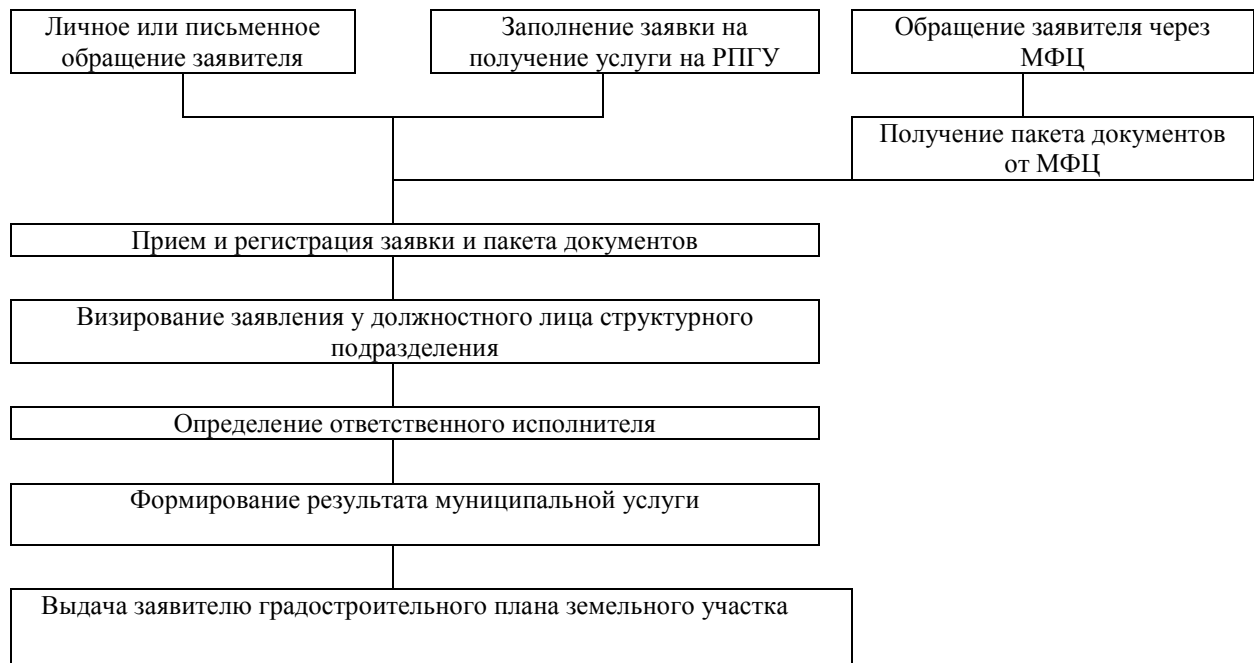 Личное или письменное
обращение заявителя
Заполнение заявки на
получение услуги на РПГУ
Обращение заявителя через
МФЦ
Получение пакета документов
от МФЦ
Прием и регистрация заявки и пакета документов
Визирование заявления у должностного лица структурного
подразделения
Определение ответственного исполнителя
Формирование результата муниципальной услуги
Выдача заявителю градостроительного плана земельного участка